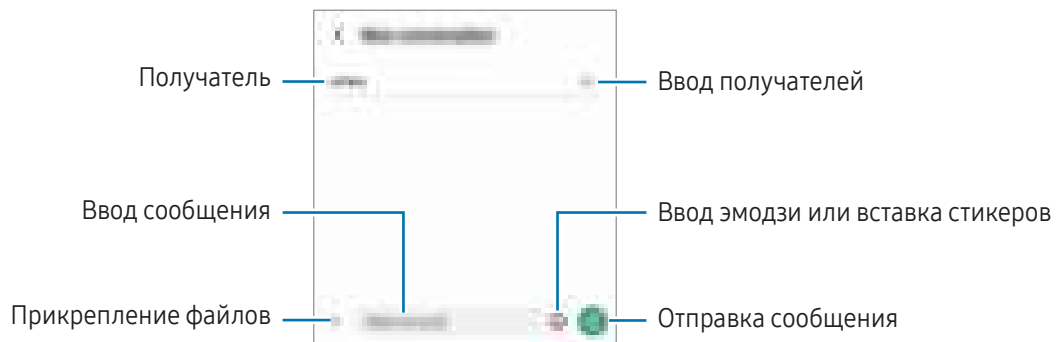 Получатель
Ввод получателей
Ввод сообщения
Ввод эмодзи или вставка стикеров
Прикрепление файлов
Отправка сообщения